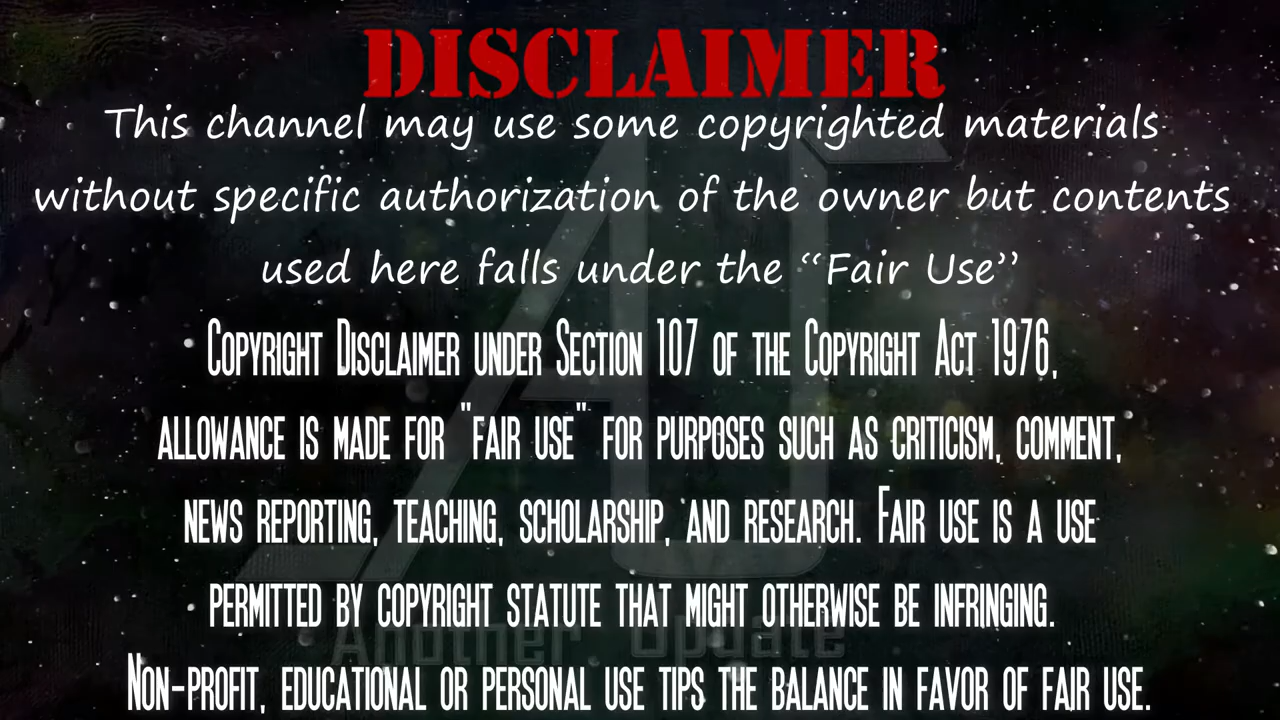 DISCLAIMER
This channel may use some copyrighted materials
without specific authorization of the owner but contents
used here falls under the “Fair Use”
Copyright Disclaimer under Section 107 of the Copyright Act 1976,
allowance is made for "fair use" for purposes such as criticism, comment,
news reporting, teaching, scholarship, and research. Fair use is a use
permitted by copyright statute that might otherwise be infringing.
Another Update
Non-profit, educational or personal use tips the balance in favor of fair use.